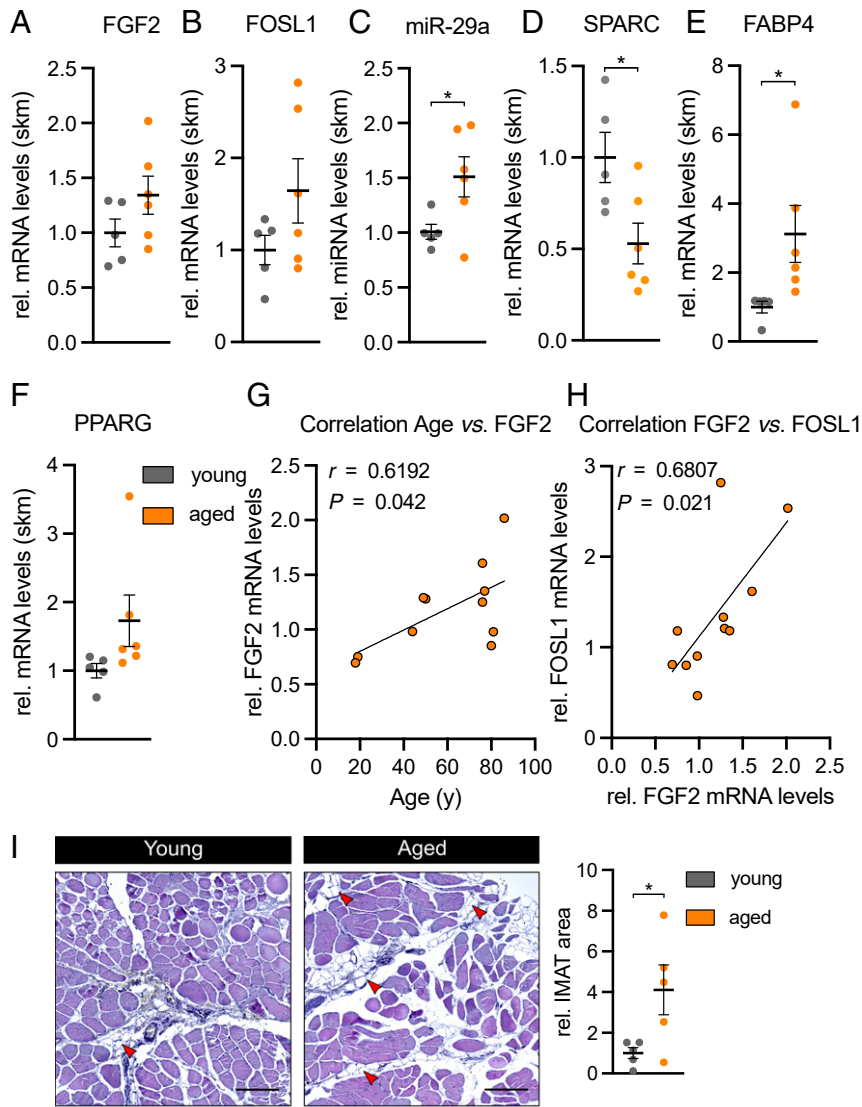 A FGF2
rel. mRNA levels (skm)
2.5
2.0
1.5
1.0
0.5
0.0
B FOSL1
rel. mRNA levels (skm)
3
2
1
0
C miR-29a
rel. miRNA levels (skm)
2.5
2.0
1.5
1.0
0.5
0.0
*
D SPARC
rel. mRNA levels (skm)
1.5
1.0
0.5
0.0
*
E FABP4
rel. mRNA levels (skm)
8
6
4
2
0
*
F
PPARG
rel. mRNA levels (skm)
4
3
2
1
0
young
aged
G
Correlation Age vs. FGF2
r = 0.6192
P = 0.042
rel. FGF2 mRNA levels
2.5
2.0
1.5
1.0
0.5
0.0
0 20 40 60 80 100
Age (y)
H
Correlation FGF2 vs. FOSL1
r = 0.6807
P = 0.021
rel. FOSL1 mRNA levels
3
2
1
0
0.0 0.5 1.0 1.5 2.0 2.5
rel. FGF2 mRNA levels
I
Young
Aged
rel. IMAT area
10
8
6
4
2
0
*
young
aged